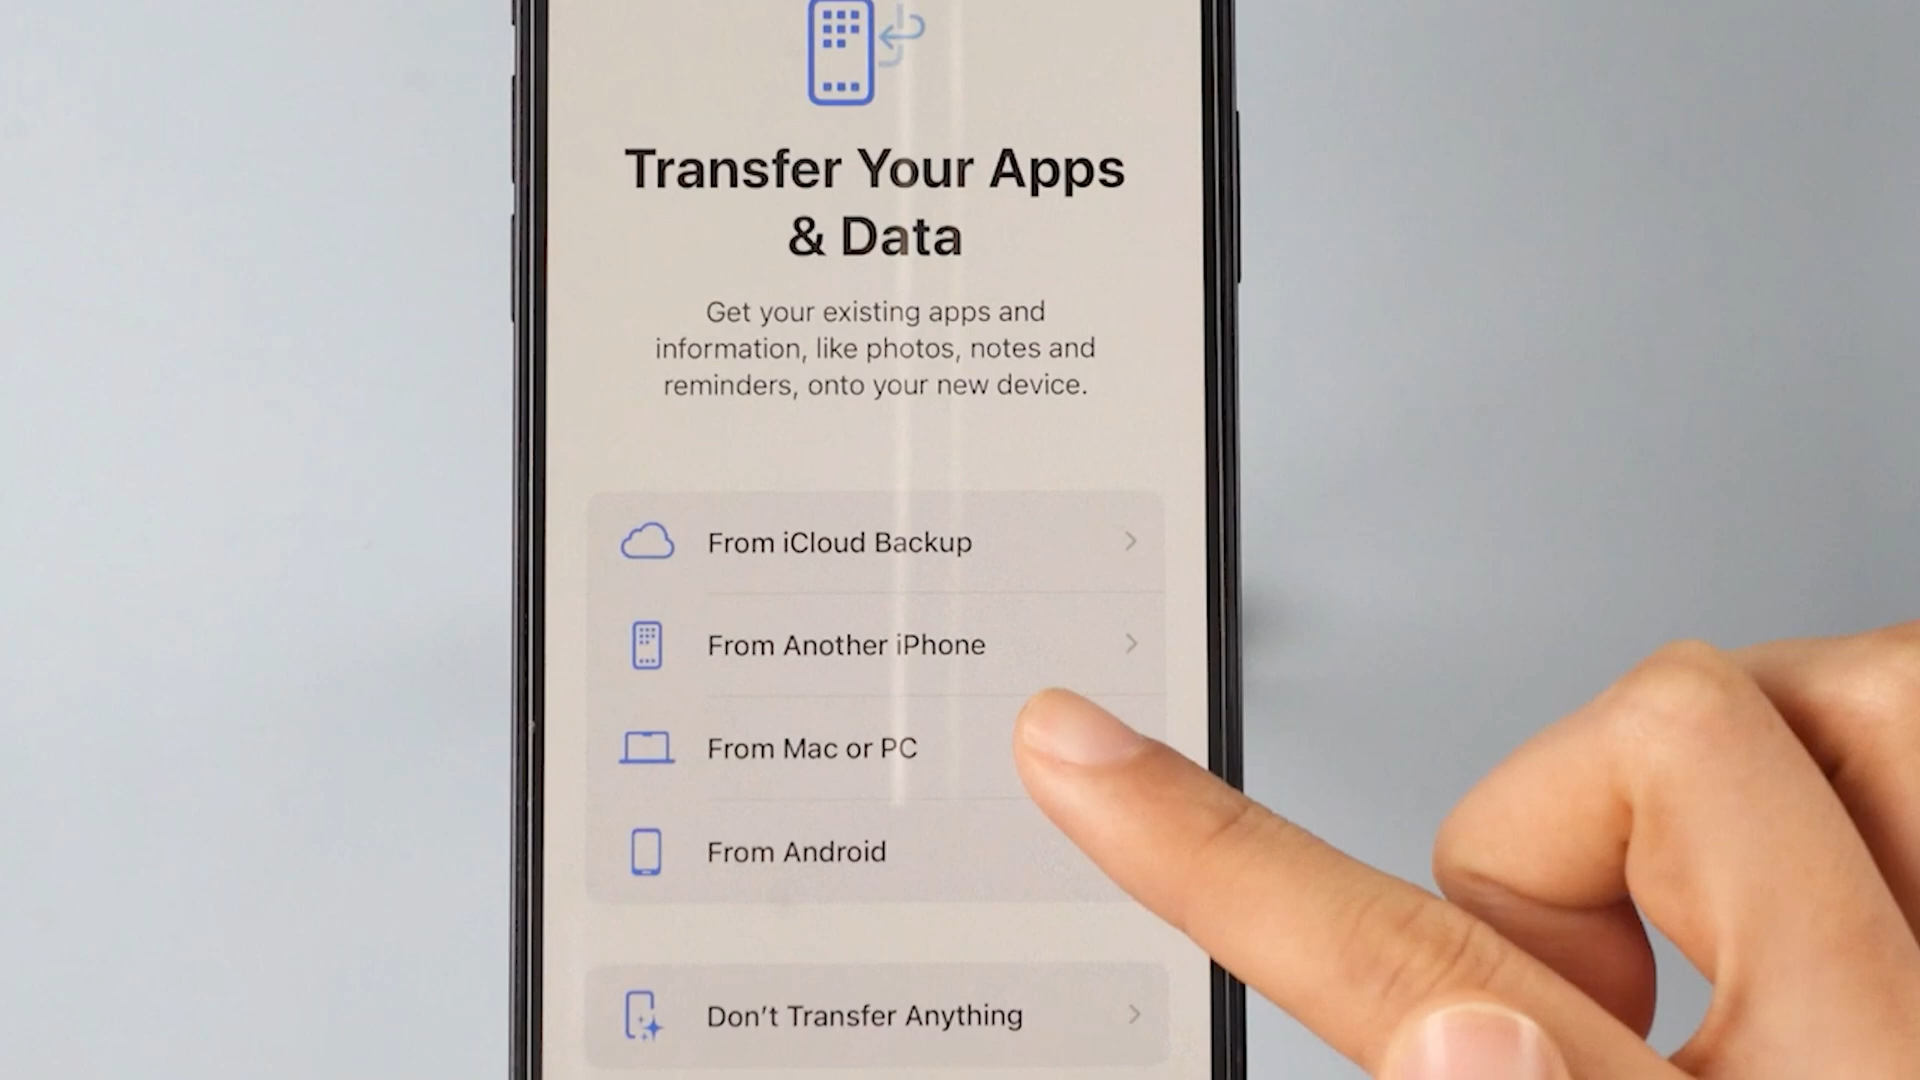 Transfer Your Apps
& Data
Get your existing apps and
information, like photos, notes and
reminders, onto your new device.
From iCloud Backup
From Another iPhone
From Mac or PC
From Android
Don't Transfer Anything